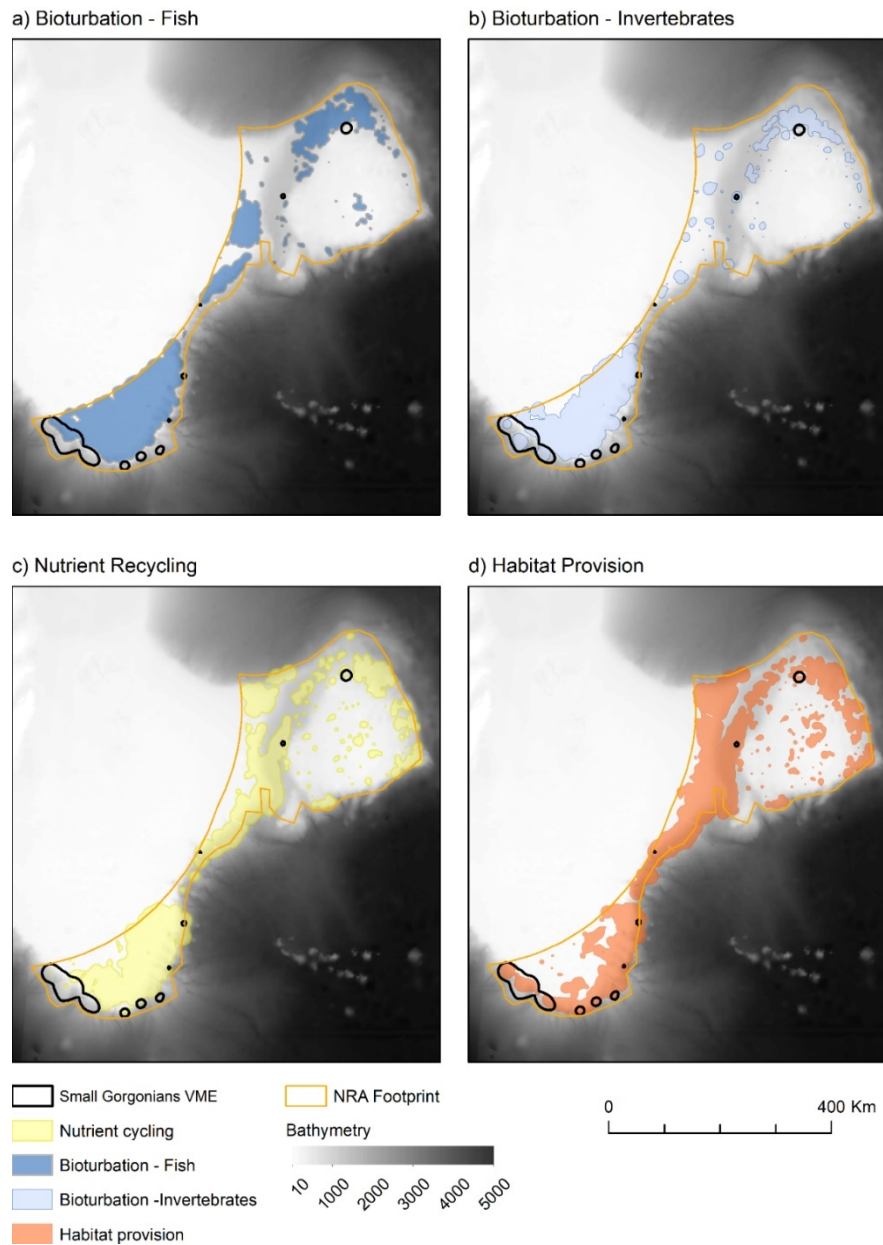 a) Bioturbation - Fish
b) Bioturbation - Invertebrates
c) Nutrient Recycling
d) Habitat Provision
Small Gorgonians VME
Nutrient cycling
Bioturbation - Fish
Bioturbation -Invertebrates
Habitat provision
NRA Footprint
Bathymetry
10 1000 2000 3000 4000 5000
0 400 Km